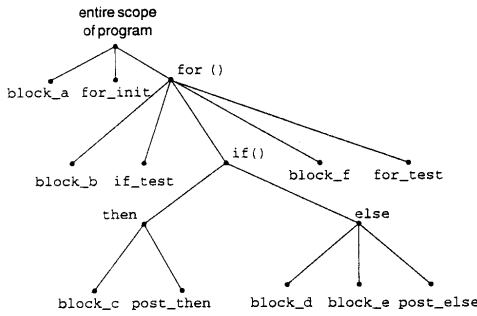 entire scope
of program
for ()
block_a for_init
if()
block_b if_test block_f for_test
then else
block_c post_then block_d block_e post_else